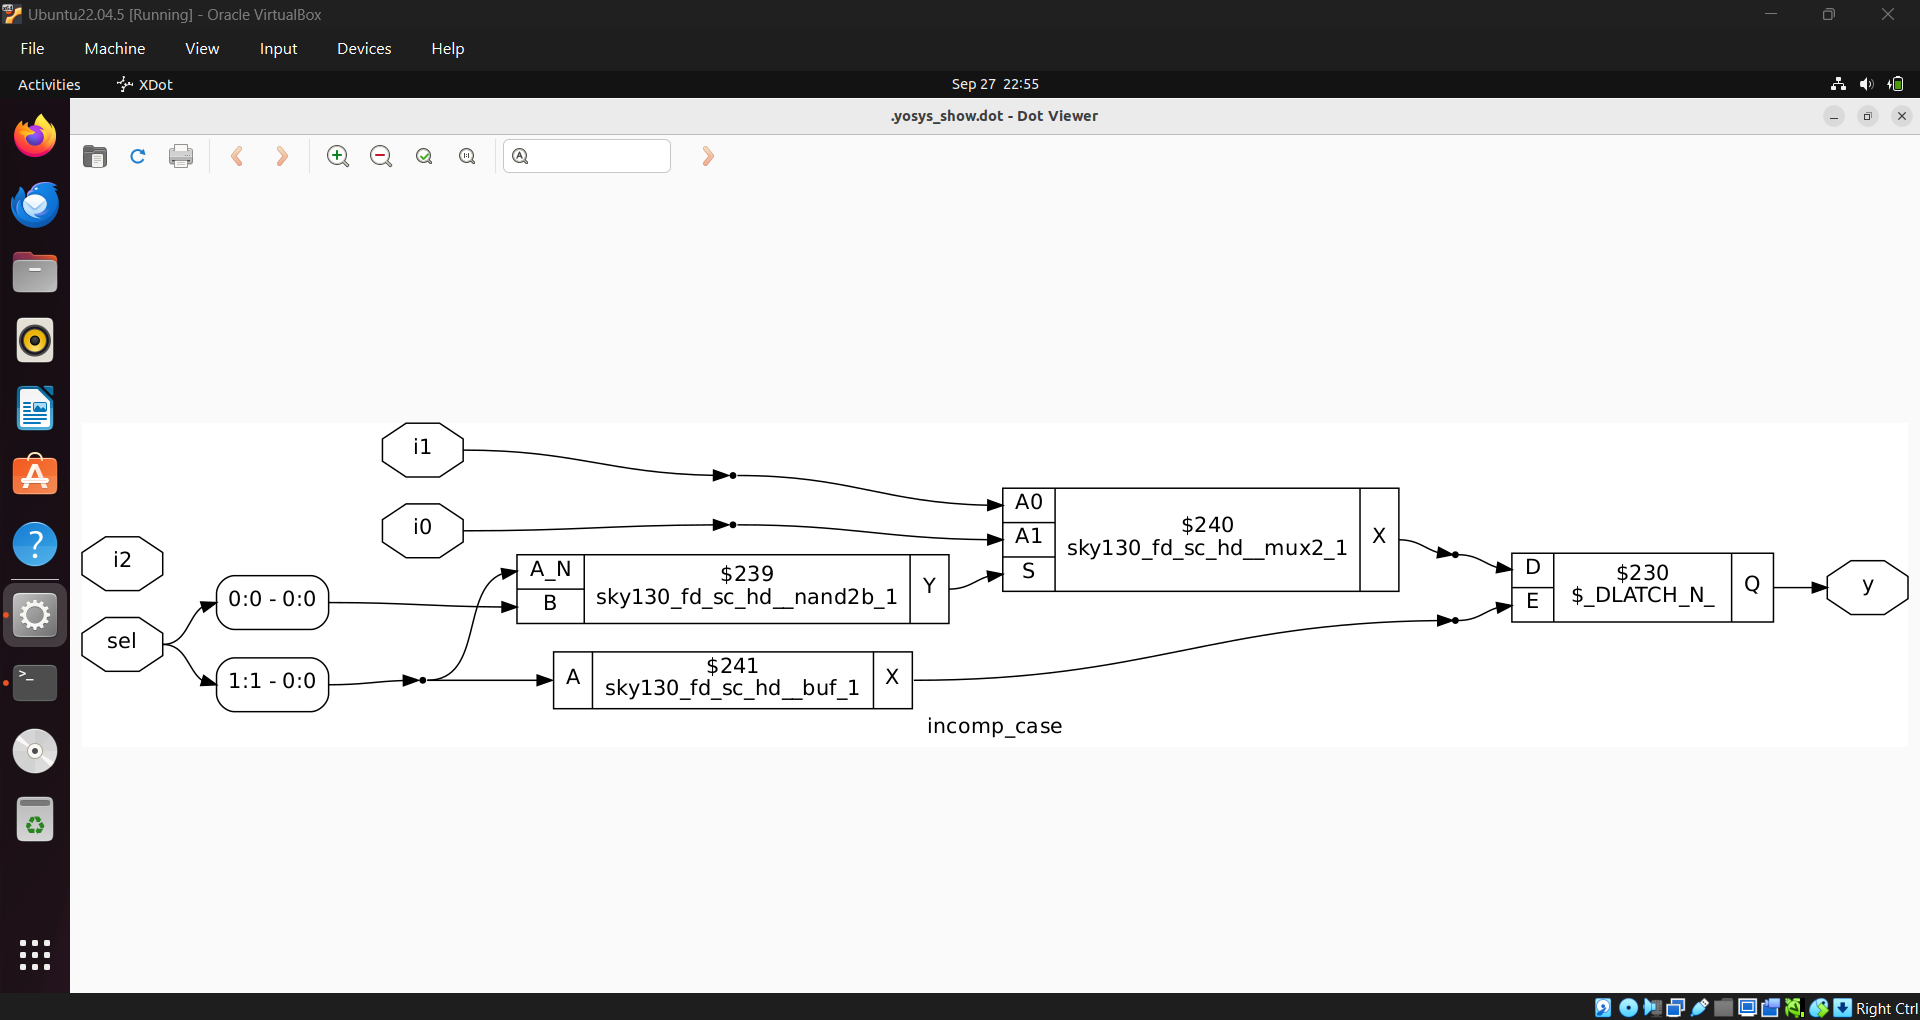 Ubuntu22.04.5 [Running] - Oracle VirtualBox
File Machine View Input Devices Help
Activities XDot Sep 27 22:55
.yosys_show.dot - Dot Viewer
i1
i0
i2
sel
0:0 - 0:0
1:1 - 0:0
A_N
B
$239
sky130_fd_sc_hd__nand2b_1
Y
A
$241
sky130_fd_sc_hd__buf_1
X
A0
A1
S
$240
sky130_fd_sc_hd__mux2_1
X
D
E
$230
$_DLATCH_N_
Q
y
incomp_case
Right Ctrl